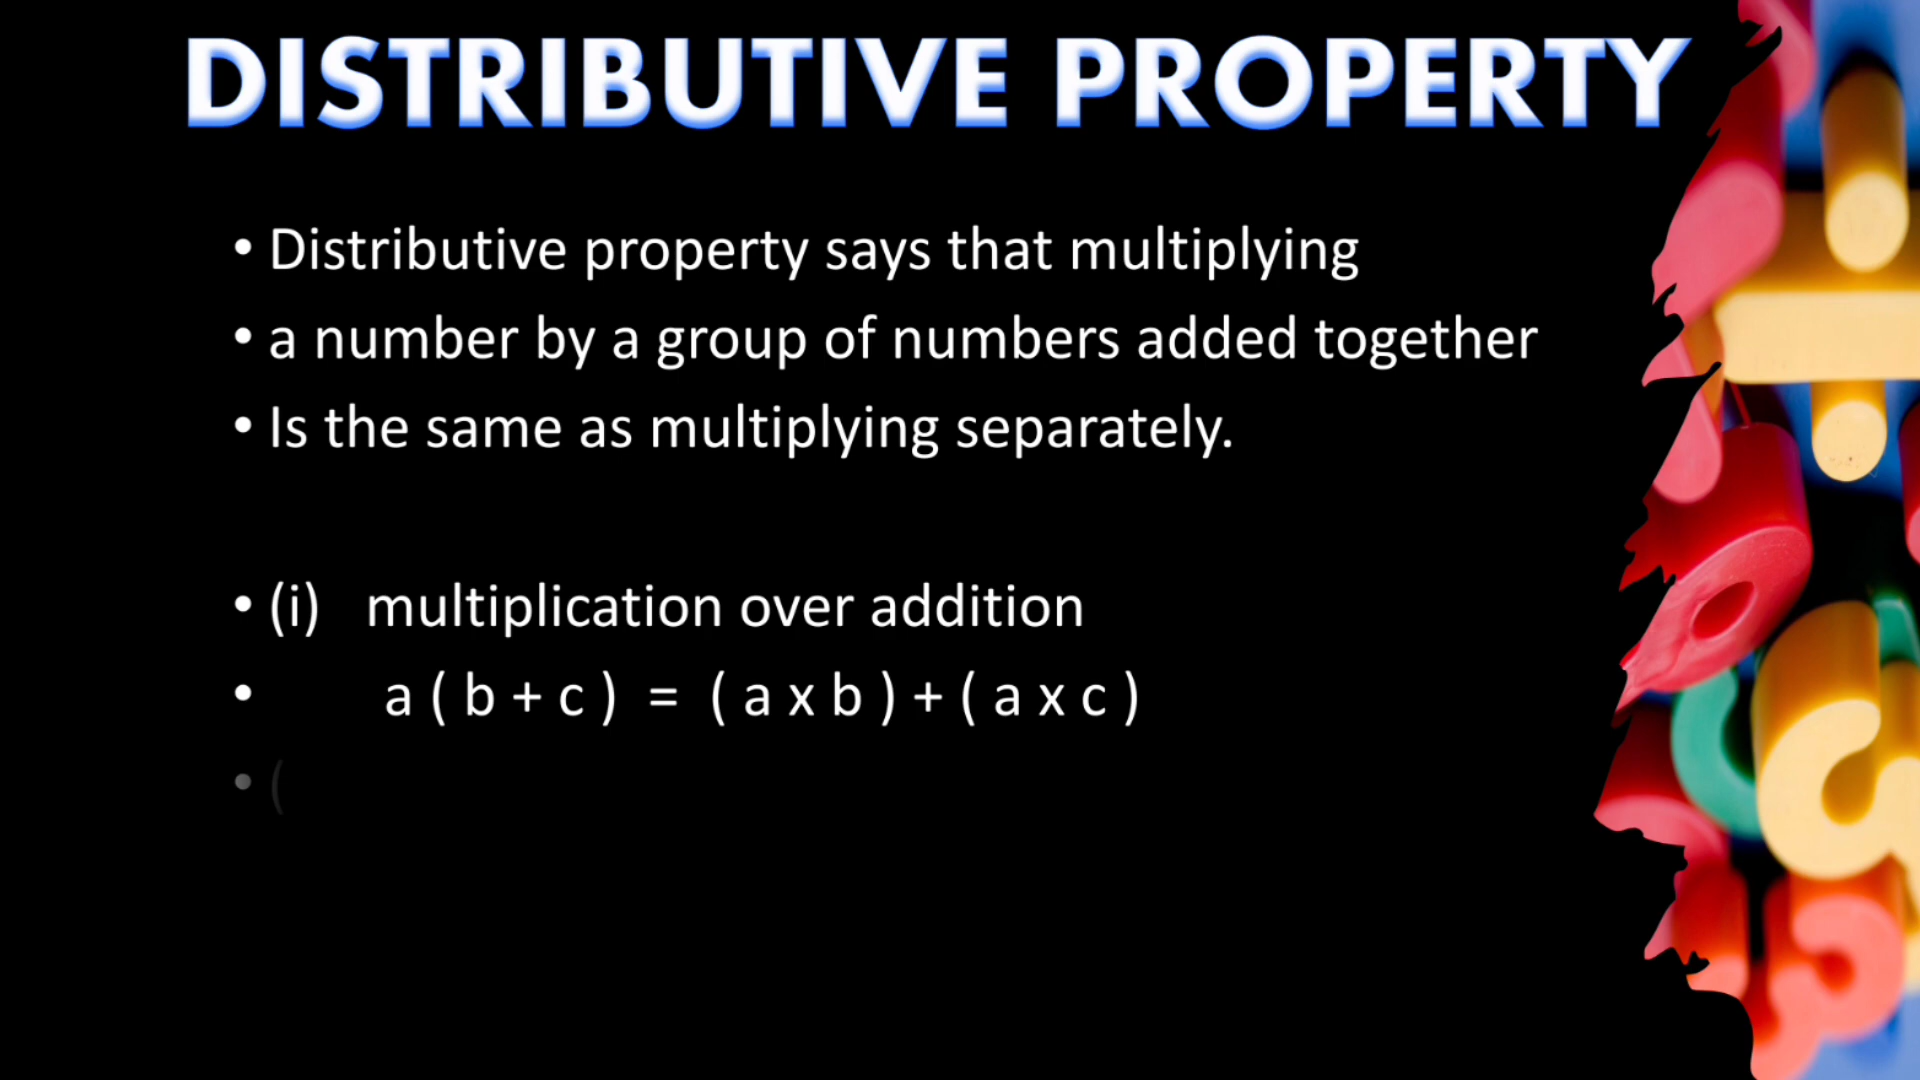 DISTRIBUTIVE PROPERTY
• Distributive property says that multiplying
• a number by a group of numbers added together
• Is the same as multiplying separately.
• (i) multiplication over addition
• a ( b + c ) = ( a x b ) + ( a x c )
• (